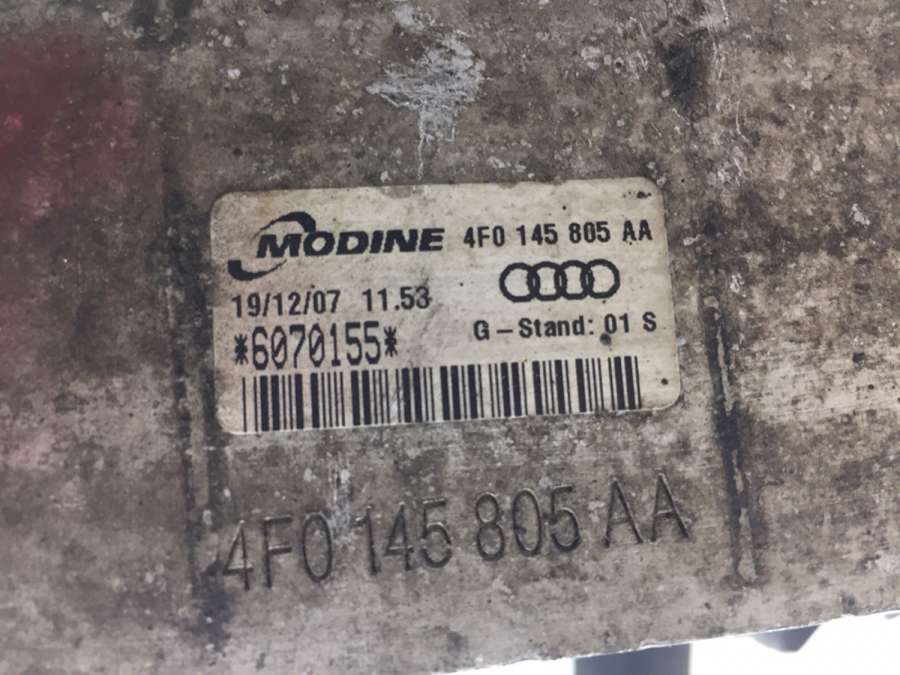 MODINE 4F0 145 805 AA
19/12/07 11.53
G-Stand: 01 S
*6070155*
4F0 145 805 AA